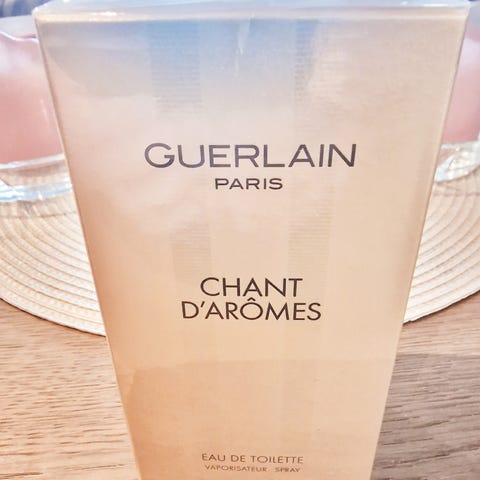 GUERLAIN
PARIS
CHANT
D'ARÔMES
EAU DE TOILETTE
VAPORISATEUR SPRAY